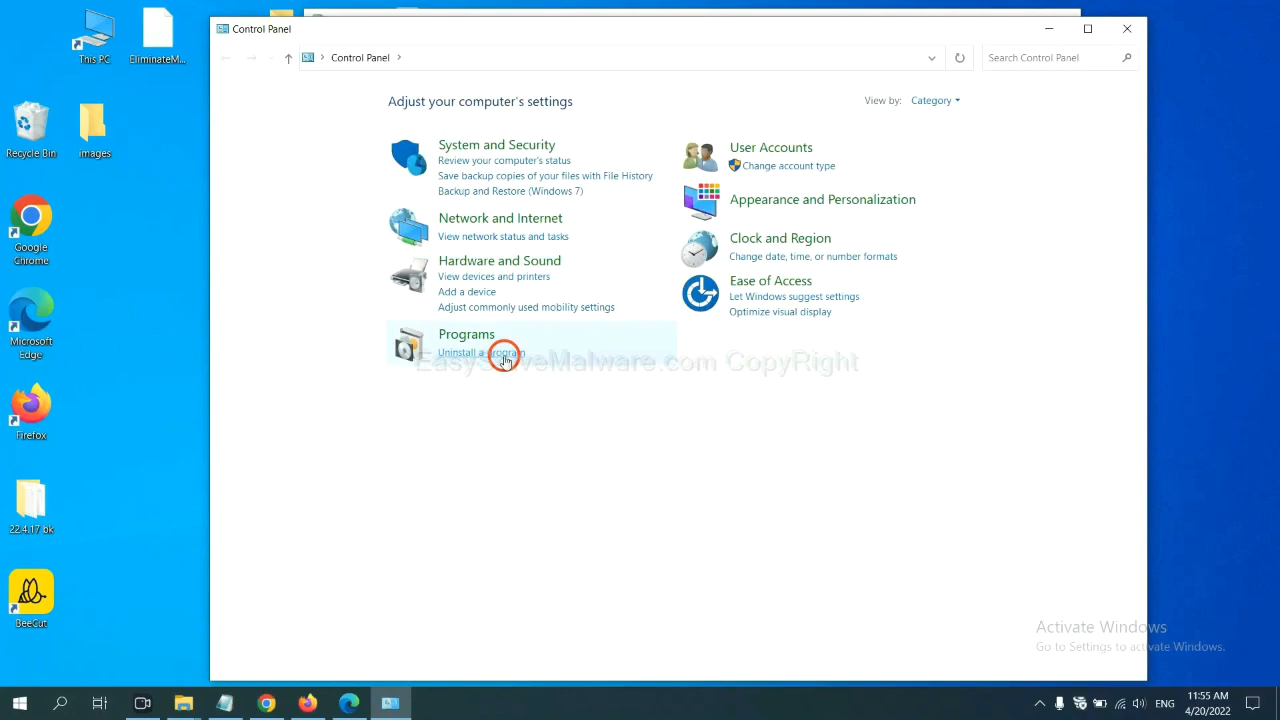 This PC
EliminateM...
Recycle Bin
images
Google
Chrome
Microsoft
Edge
Firefox
22.4.17 bk
BeeCut
Control Panel
Control Panel
Search Control Panel
Adjust your computer's settings
View by: Category
System and Security
Review your computer's status
Save backup copies of your files with File History
Backup and Restore (Windows 7)
Network and Internet
View network status and tasks
Hardware and Sound
View devices and printers
Add a device
Adjust commonly used mobility settings
Programs
Uninstall a program
User Accounts
Change account type
Appearance and Personalization
Clock and Region
Change date, time, or number formats
Ease of Access
Let Windows suggest settings
Optimize visual display
EasySolveMalware.com CopyRight
Activate Windows
Go to Settings to activate Windows.
ENG
11:55 AM
4/20/2022